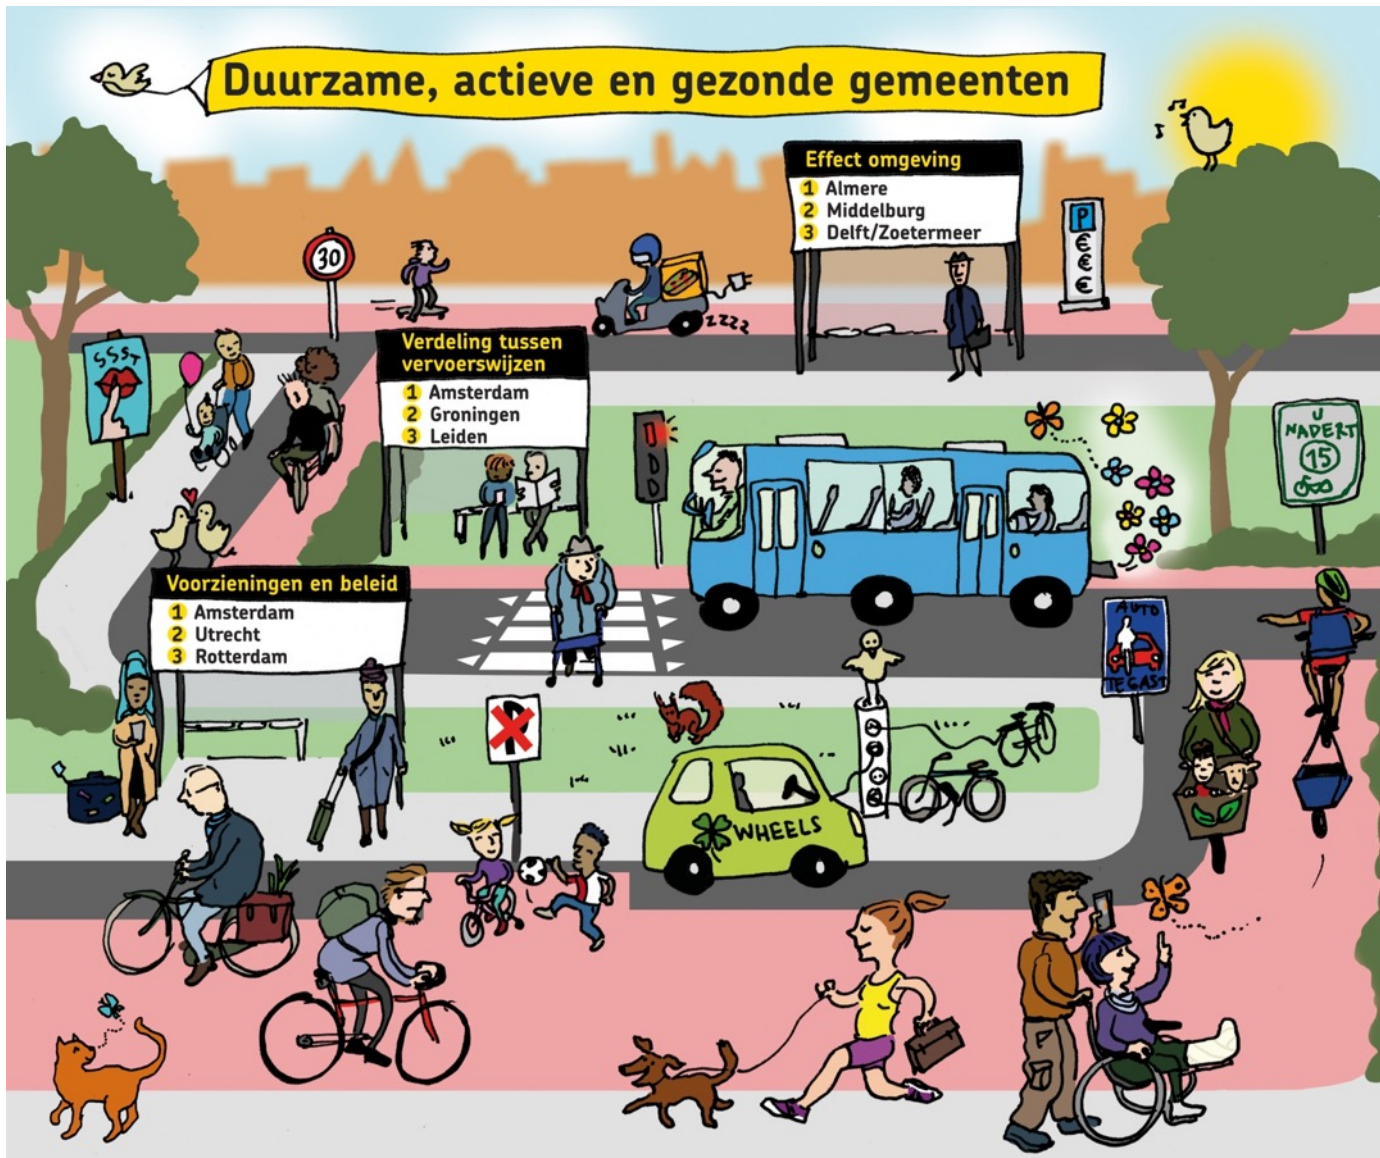 Duurzame, actieve en gezonde gemeenten
Effect omgeving
1 Almere
2 Middelburg
3 Delft/Zoetermeer
P
€
€
€
30
zzzz
Verdeling tussen
vervoerswijzen
1 Amsterdam
2 Groningen
3 Leiden
SSST
U
NADERT
15
Voorzieningen en beleid
1 Amsterdam
2 Utrecht
3 Rotterdam
AUTO
TE GAST
WHEELS